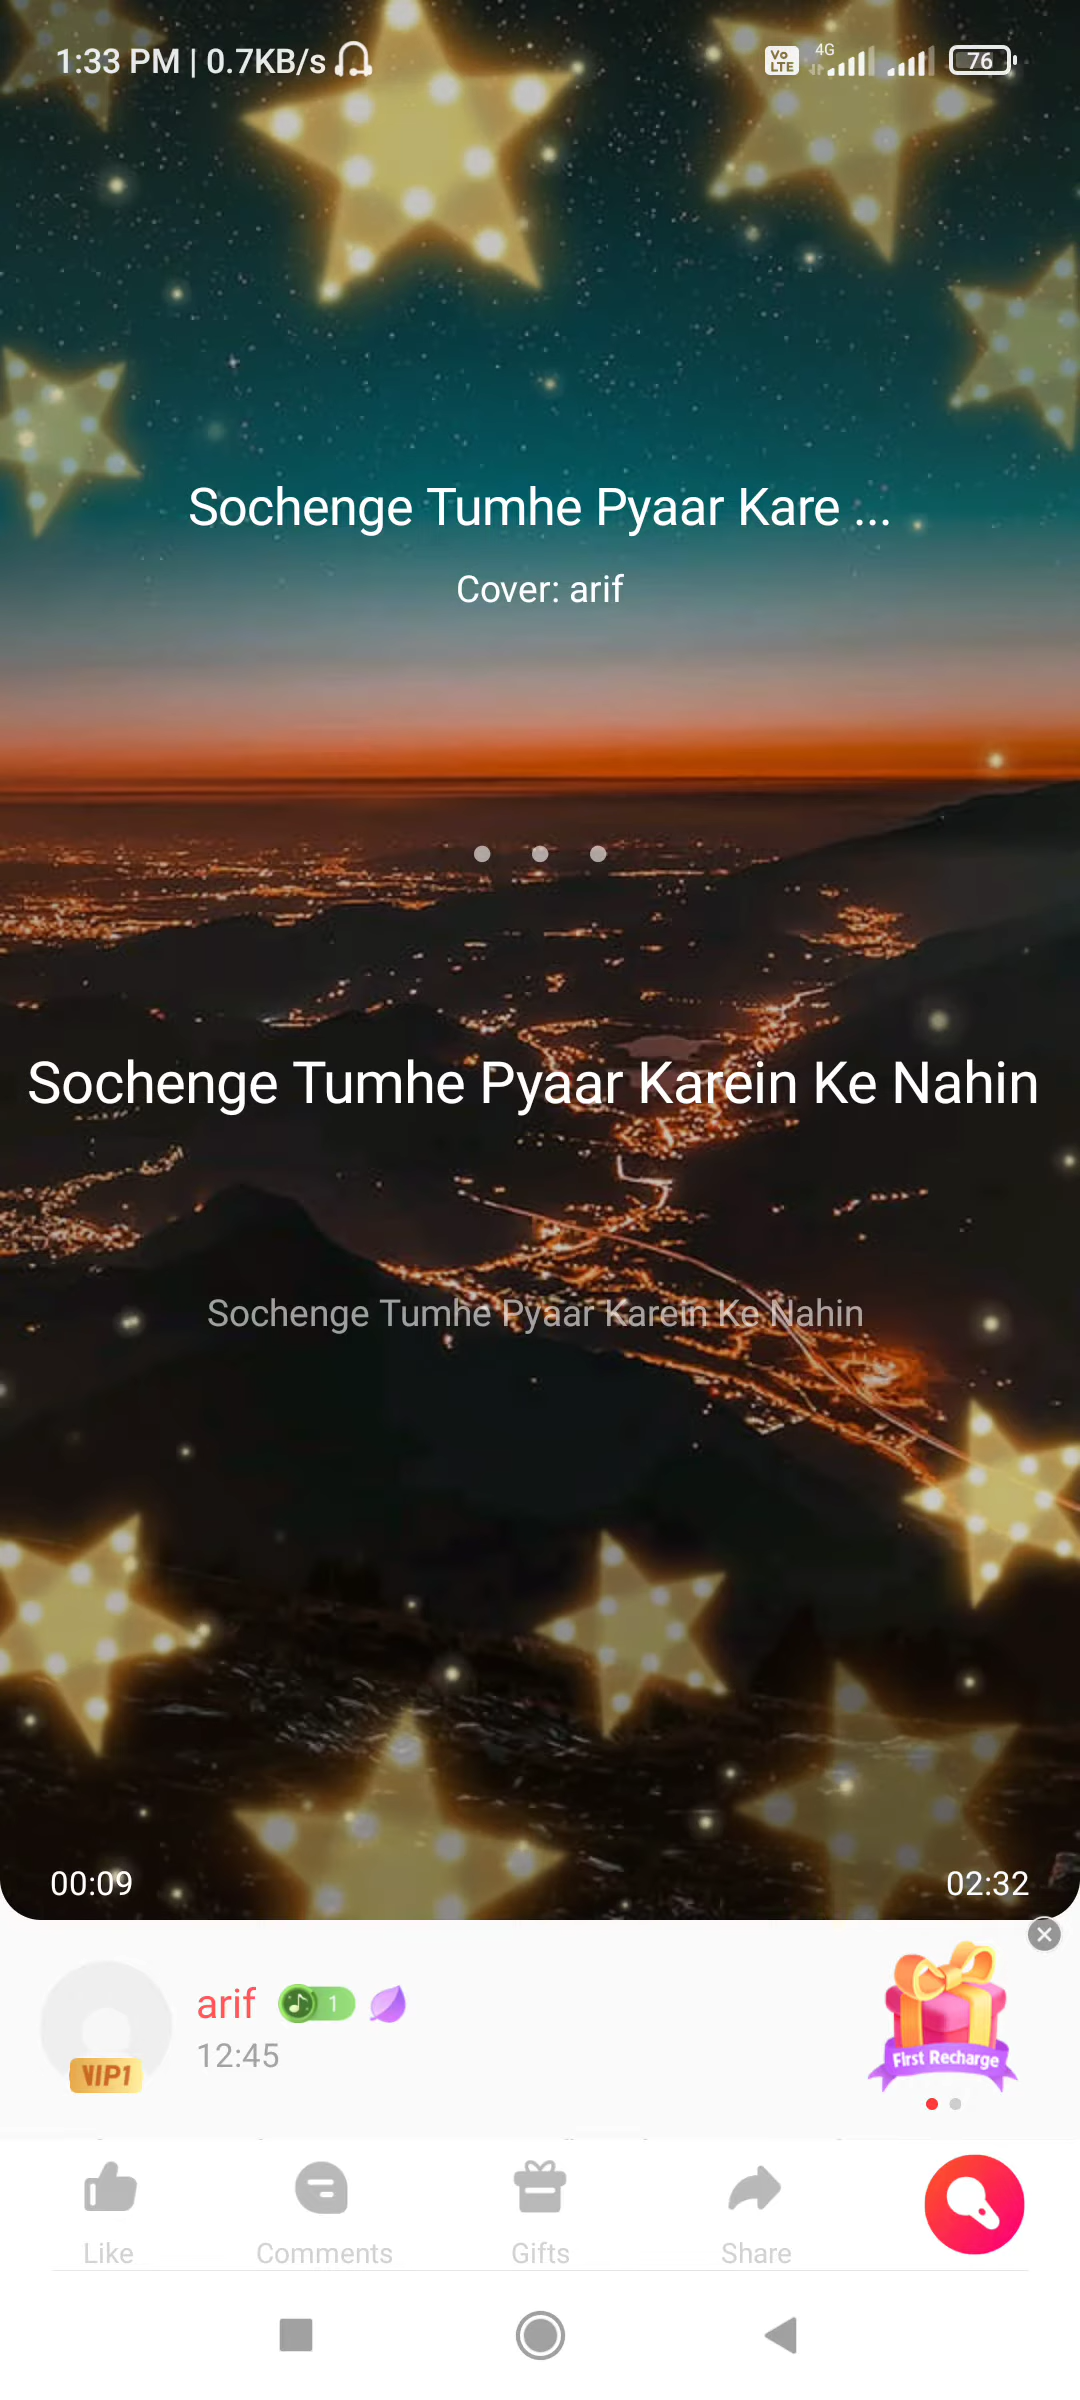 1:33 PM | 0.7KB/s Vo LTE 4G 76
Sochenge Tumhe Pyaar Kare ...
Cover: arif
Sochenge Tumhe Pyaar Karein Ke Nahin
Sochenge Tumhe Pyaar Karein Ke Nahin
00:09 02:32
arif 1
12:45
VIP1
First Recharge
Like Comments Gifts Share